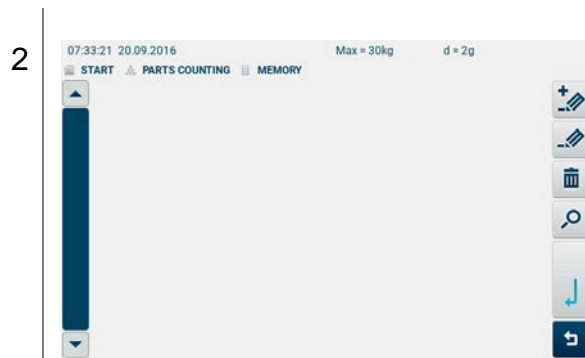 2
07:33:21 20.09.2016 Max = 30kg d = 2g
START PARTS COUNTING MEMORY